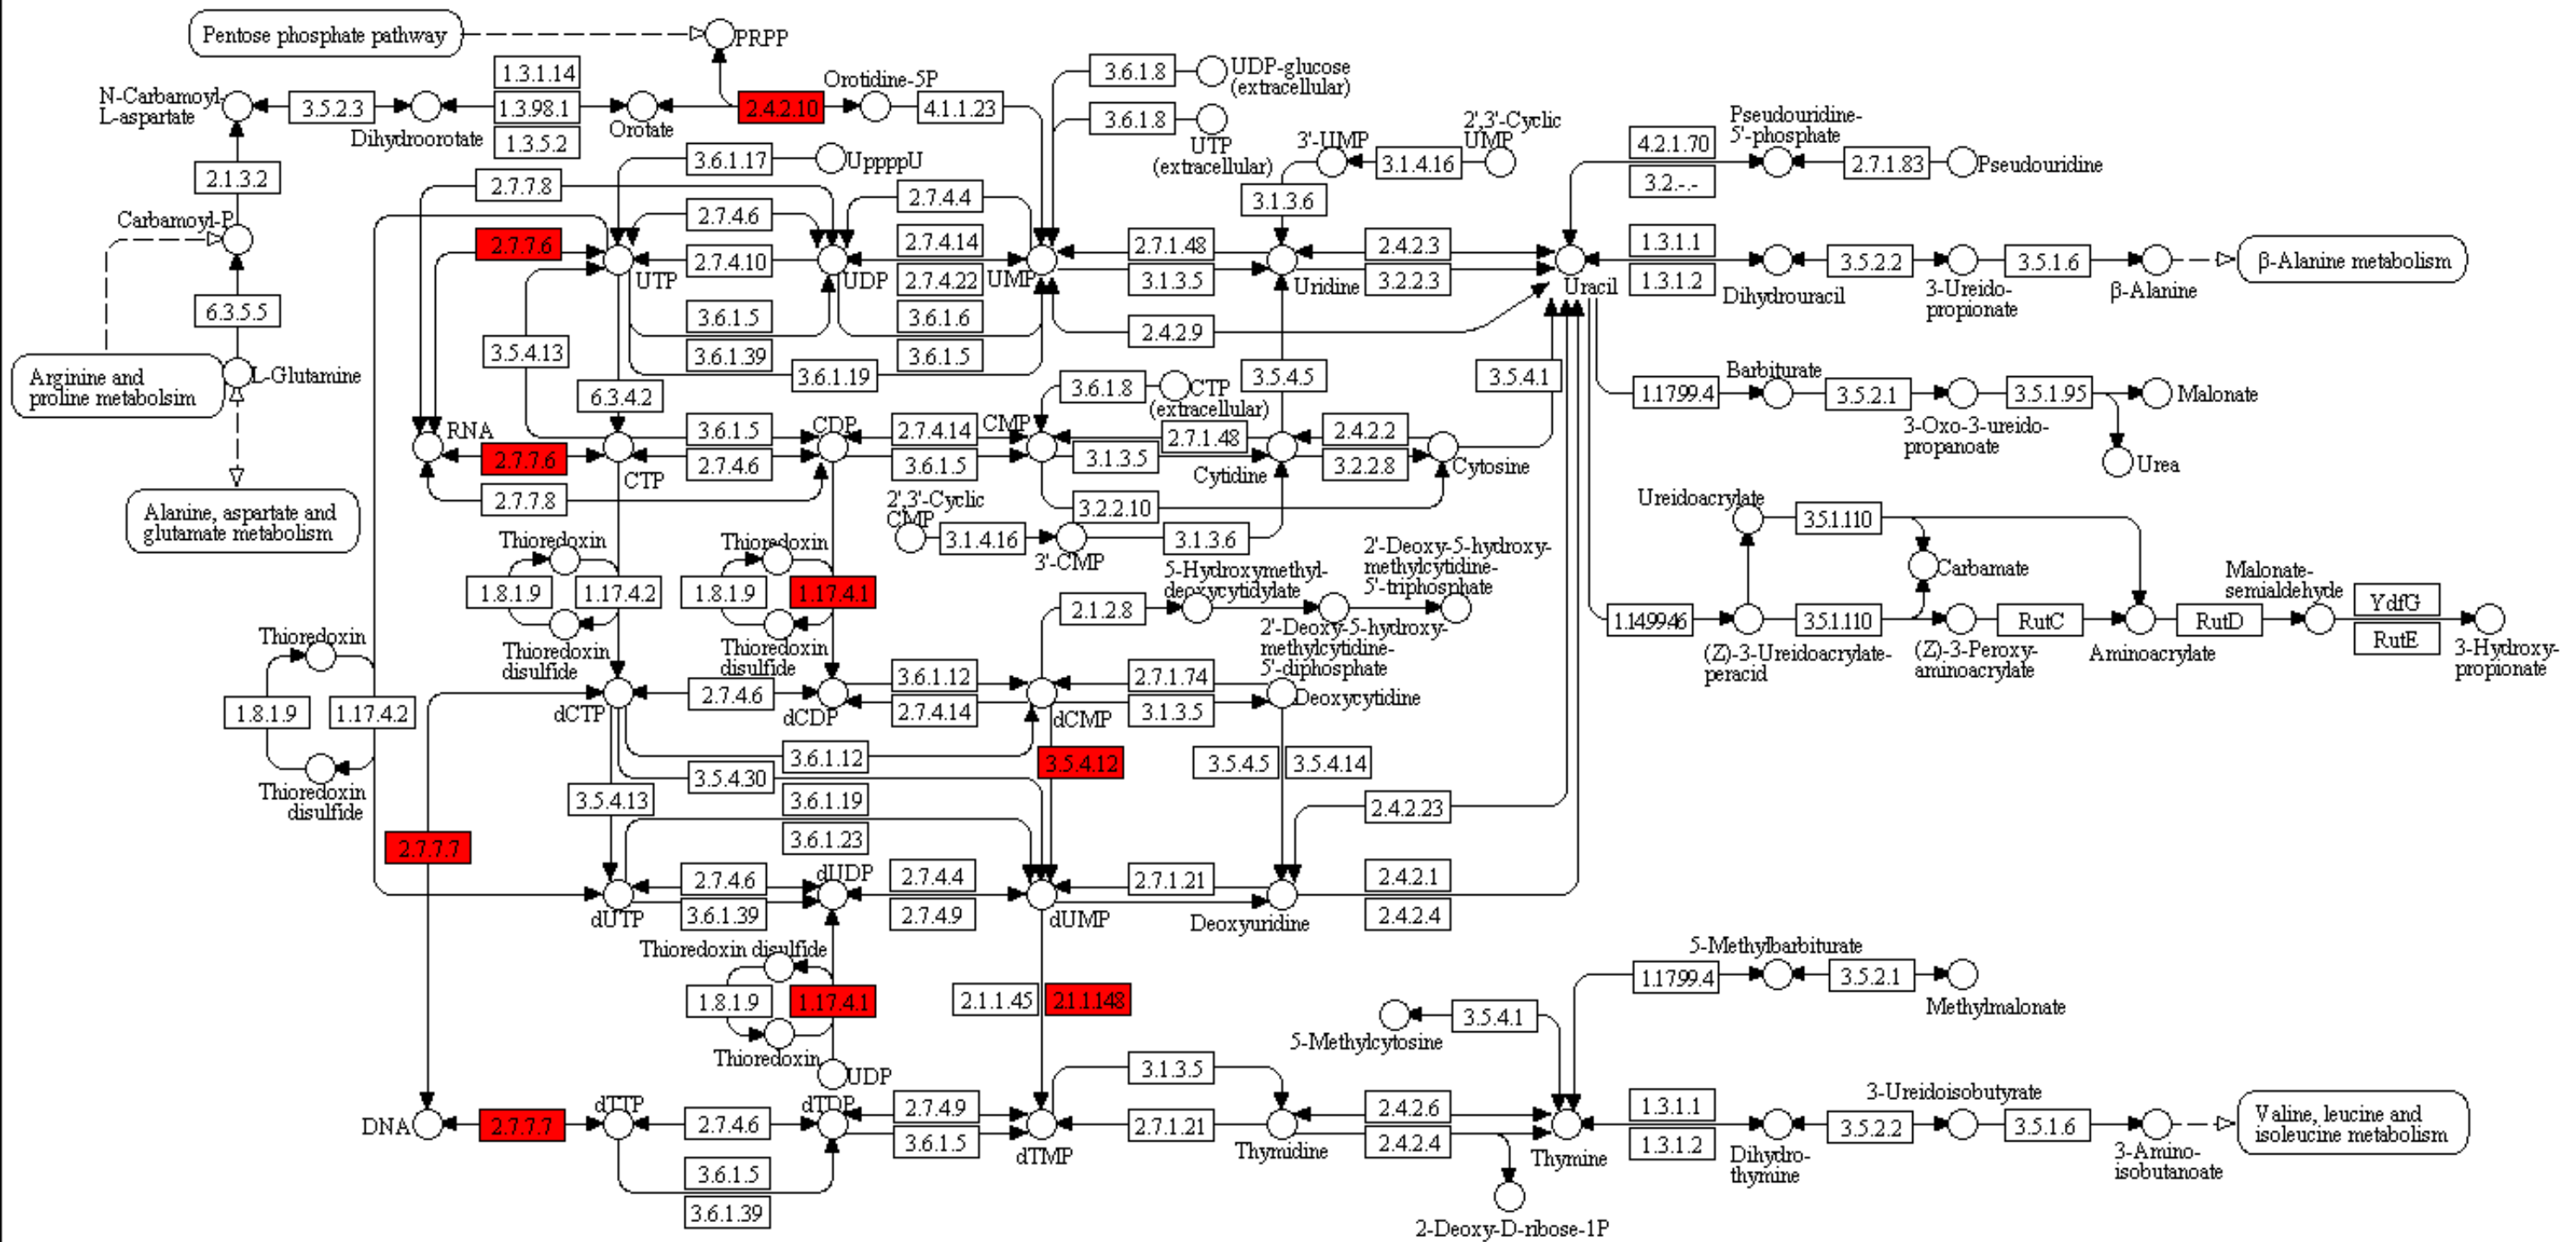 Pentose phosphate pathway
PRPP
3.6.1.8
UDP-glucose
(extracellular)
1.3.1.14
Orotidine-5P
N-Carbamoyl-
L-aspartate
3.5.2.3
1.3.98.1
2.4.2.10
4.1.1.23
3.6.1.8
UTP
(extracellular)
Dihydroorotate
1.3.5.2
Orotate
3'-UMP
2',3'-Cyclic
UMP
Pseudouridine-
5'-phosphate
4.2.1.70
3.6.1.17
UppppU
3.1.4.16
2.7.1.83
Pseudouridine
3.2.-.-
2.1.3.2
2.7.7.8
2.7.4.4
3.1.3.6
Carbamoyl-P
2.7.4.6
2.7.7.6
2.7.4.14
2.7.1.48
2.4.2.3
1.3.1.1
UTP
2.7.4.10
UDP
2.7.4.22
UMP
3.1.3.5
Uridine
3.2.2.3
Uracil
1.3.1.2
Dihydrouracil
3.5.2.2
3-Ureido-
propionate
3.5.1.6
β-Alanine
β-Alanine metabolism
6.3.5.5
3.6.1.5
3.6.1.6
2.4.2.9
3.5.4.13
3.6.1.39
3.6.1.5
Arginine and
proline metabolsim
L-Glutamine
3.6.1.19
3.6.1.8
CTP
(extracellular)
3.5.4.5
3.5.4.1
6.3.4.2
1.1799.4
Barbiturate
3.5.2.1
3-Oxo-3-ureido-
propanoate
3.5.1.95
Malonate
Urea
RNA
3.6.1.5
CDP
2.7.4.14
CMP
2.7.1.48
2.4.2.2
2.7.7.6
CTP
2.7.4.6
3.6.1.5
3.1.3.5
Cytidine
3.2.2.8
Cytosine
2.7.7.8
2',3'-Cyclic
CMP
3.2.2.10
Alanine, aspartate and
glutamate metabolism
3.1.4.16
3'-CMP
3.1.3.6
Ureidoacrylate
3.5.1.110
Carbamate
Thioredoxin
1.8.1.9
1.17.4.2
Thioredoxin
disulfide
Thioredoxin
1.8.1.9
1.17.4.1
Thioredoxin
disulfide
2.1.2.8
5-Hydroxymethyl-
deoxycytidylate
2'-Deoxy-5-hydroxy-
methylcytidine-
5'-triphosphate
2'-Deoxy-5-hydroxy-
methylcytidine-
5'-diphosphate
1.149946
(Z)-3-Ureidoacrylate-
peracid
3.5.1.110
(Z)-3-Peroxy-
aminoacrylate
RutC
Aminoacrylate
RutD
Malonate-
semialdehyde
YdfG
RutE
3-Hydroxy-
propionate
Thioredoxin
1.8.1.9
1.17.4.2
Thioredoxin
disulfide
dCTP
2.7.4.6
dCDP
3.6.1.12
2.7.4.14
dCMP
2.7.1.74
3.1.3.5
Deoxycytidine
3.6.1.12
3.5.4.12
3.5.4.5
3.5.4.14
3.5.4.30
3.5.4.13
3.6.1.19
2.4.2.23
3.6.1.23
2.7.7.7
dUTP
2.7.4.6
3.6.1.39
dUDP
2.7.4.4
2.7.4.9
dUMP
2.7.1.21
Deoxyuridine
2.4.2.1
2.4.2.4
Thioredoxin disulfide
1.8.1.9
1.17.4.1
Thioredoxin
UDP
2.1.1.45
2.1.1148
5-Methylbarbiturate
1.1799.4
3.5.2.1
Methylmalonate
3.5.4.1
5-Methylcytosine
3.1.3.5
DNA
2.7.7.7
dTTP
2.7.4.6
dTDP
2.7.4.9
3.6.1.5
dTMP
2.7.1.21
Thymidine
2.4.2.6
2.4.2.4
Thymine
1.3.1.1
1.3.1.2
Dihydro-
thymine
3.5.2.2
3-Ureidoisobutyrate
3.5.1.6
3-Amino-
isobutanoate
Valine, leucine and
isoleucine metabolism
3.6.1.5
3.6.1.39
2-Deoxy-D-ribose-1P